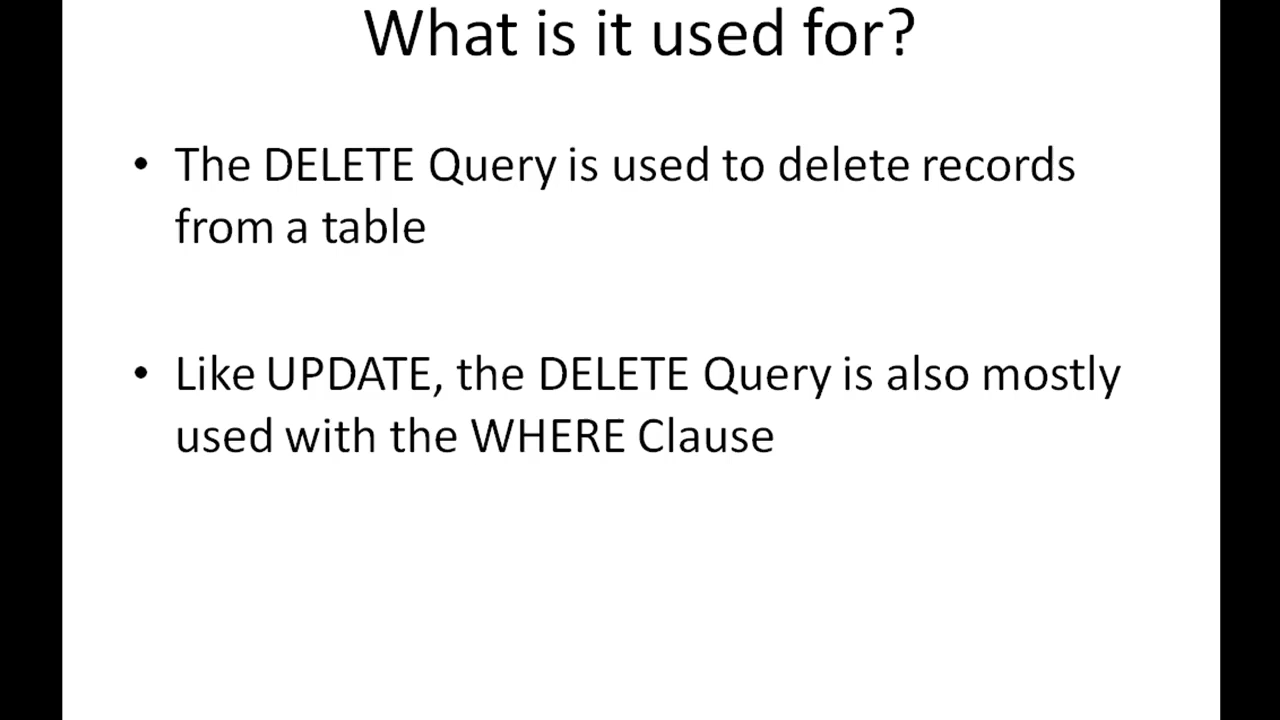 What is it used for?
• The DELETE Query is used to delete records
from a table
• Like UPDATE, the DELETE Query is also mostly
used with the WHERE Clause